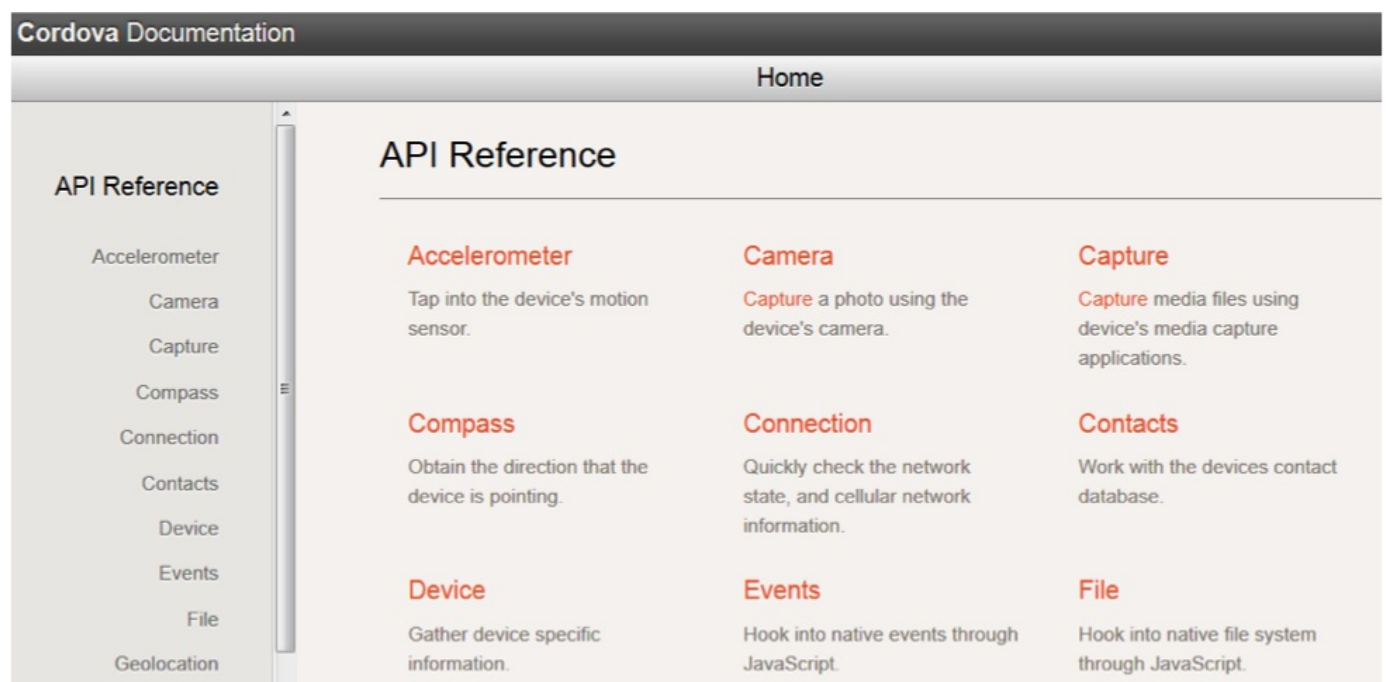 Cordova Documentation
Home
API Reference
Accelerometer
Camera
Capture
Compass
Connection
Contacts
Device
Events
File
Geolocation
API Reference
Accelerometer
Tap into the device's motion
sensor.
Camera
Capture a photo using the
device's camera.
Capture
Capture media files using
device's media capture
applications.
Compass
Obtain the direction that the
device is pointing.
Connection
Quickly check the network
state, and cellular network
information.
Contacts
Work with the devices contact
database.
Device
Gather device specific
information.
Events
Hook into native events through
JavaScript.
File
Hook into native file system
through JavaScript.